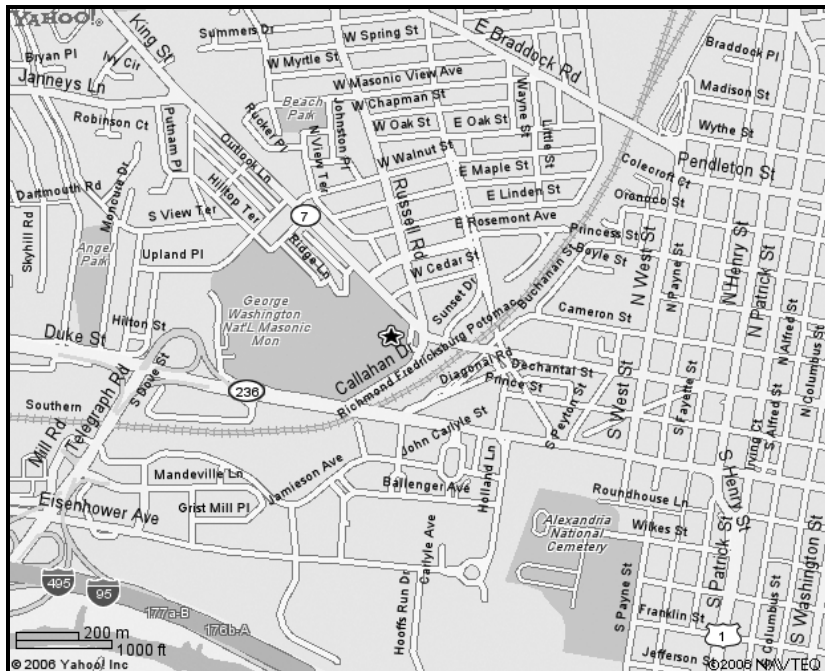 YAHOO!
King St
Summers Dr
W Spring St
E Braddock Rd
Bryan Pl
Ivy Cir
W Myrtle St
Braddock Pl
Janneys Ln
W Masonic View Ave
Madison St
Beach
Park
W Chapman St
Wayne St
Robinson Ct
Putnam Pl
Rucker Pl
Johnston Pl
W Oak St
E Oak St
Little St
Wythe St
Outlook Ln
N View Ter
W Walnut St
Pendleton St
Moncure Dr
Hilltop Ter
E Maple St
Colecroft Ct
Dartmouth Rd
Russell Rd
E Linden St
Oronoco St
S View Ter
7
E Rosemont Ave
Princess St
Skyhill Rd
Angel
Park
Upland Pl
Ridge Ln
W Cedar St
Boyle St
N West St
N Payne St
N Henry St
N Patrick St
George
Washington
Nat'L Masonic
Mon
Sunset Dr
Buchanan St
Cameron St
N Alfred St
N Columbus St
Hilton St
Duke St
Callahan Dr
Richmond Fredricksburg Potomac
Diagonal Rd
Dechantal St
Prince St
236
S Dove St
Telegraph Rd
Southern
Mill Rd
John Carlyle St
S Peyton St
S West St
S Fayette St
Irving Ct
S Alfred St
Mandeville Ln
Jamieson Ave
Ballenger Ave
Holland Ln
S Henry St
Grist Mill Pl
Roundhouse Ln
Eisenhower Ave
Alexandria
National
Cemetery
Wilkes St
Carlyle Ave
S Patrick St
S Washington St
495
95
Hooffs Run Dr
S Payne St
177a-B
176b-A
Franklin St
Columbus St
1
200 m
1000 ft
Jefferson St
© 2006 Yahoo! Inc
©2006 NAVTEQ